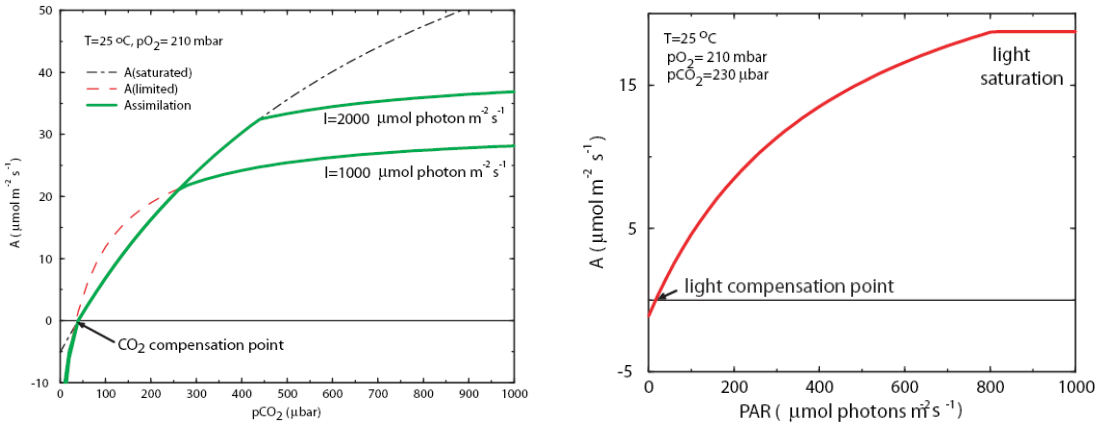 50
40
30
20
10
0
-10
T=25 ºC, pO2= 210 mbar
A(saturated)
A(limited)
Assimilation
I=2000 μmol photon m-2 s-1
I=1000 μmol photon m-2 s-1
CO2 compensation point
A (μmol m-2 s-1)
0 100 200 300 400 500 600 700 800 900 1000
pCO2 (μbar)
15
5
-5
T=25 ºC
pO2= 210 mbar
pCO2=230 μbar
light
saturation
light compensation point
A ( μmol m-2 s-1)
0 200 400 600 800 1000
PAR ( μmol photons m-2 s-1 )